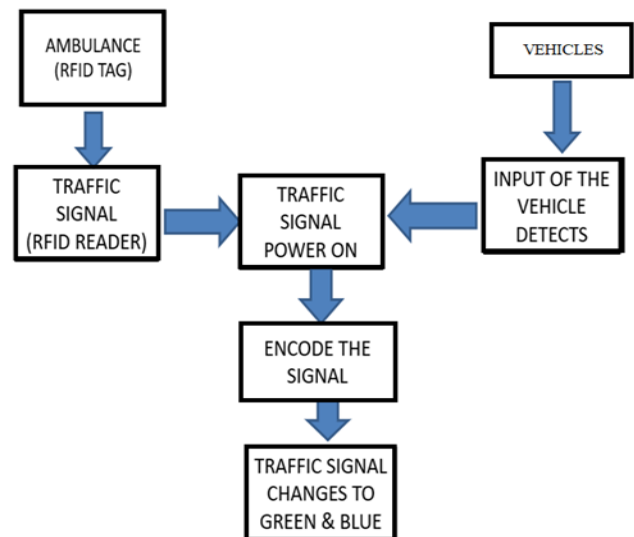 AMBULANCE
(RFID TAG)
VEHICLES
TRAFFIC
SIGNAL
(RFID READER)
TRAFFIC
SIGNAL
POWER ON
INPUT OF THE
VEHICLE
DETECTS
ENCODE THE
SIGNAL
TRAFFIC SIGNAL
CHANGES TO
GREEN & BLUE